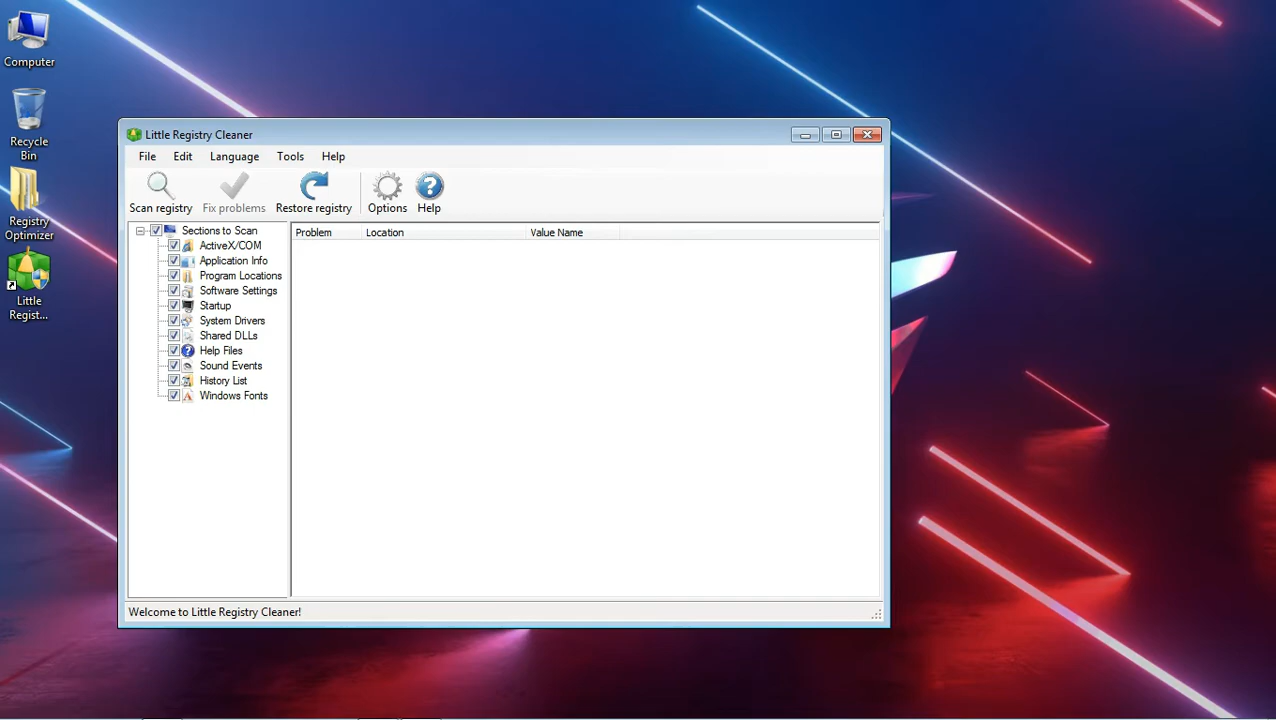 Computer
Recycle
Bin
Registry
Optimizer
Little
Regist...
Little Registry Cleaner
File Edit Language Tools Help
Scan registry Fix problems Restore registry Options Help
Sections to Scan
ActiveX/COM
Application Info
Program Locations
Software Settings
Startup
System Drivers
Shared DLLs
Help Files
Sound Events
History List
Windows Fonts
Problem Location Value Name
Welcome to Little Registry Cleaner!